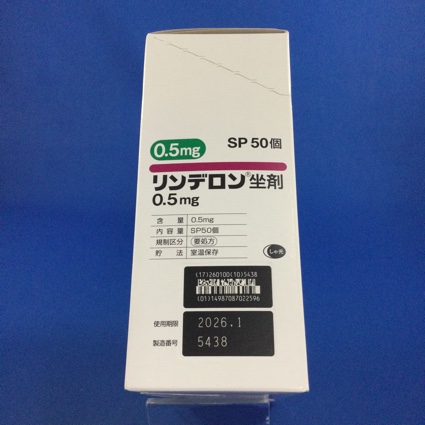 0.5mg SP 50個
リンデロン®坐剤
0.5mg
含 量 0.5mg
内 容 量 SP50個
規制区分 要処方
貯 法 室温保存
しゃ光
(17)260100(10)5438
(01)14987087022596
使用期限 2026.1
製造番号 5438